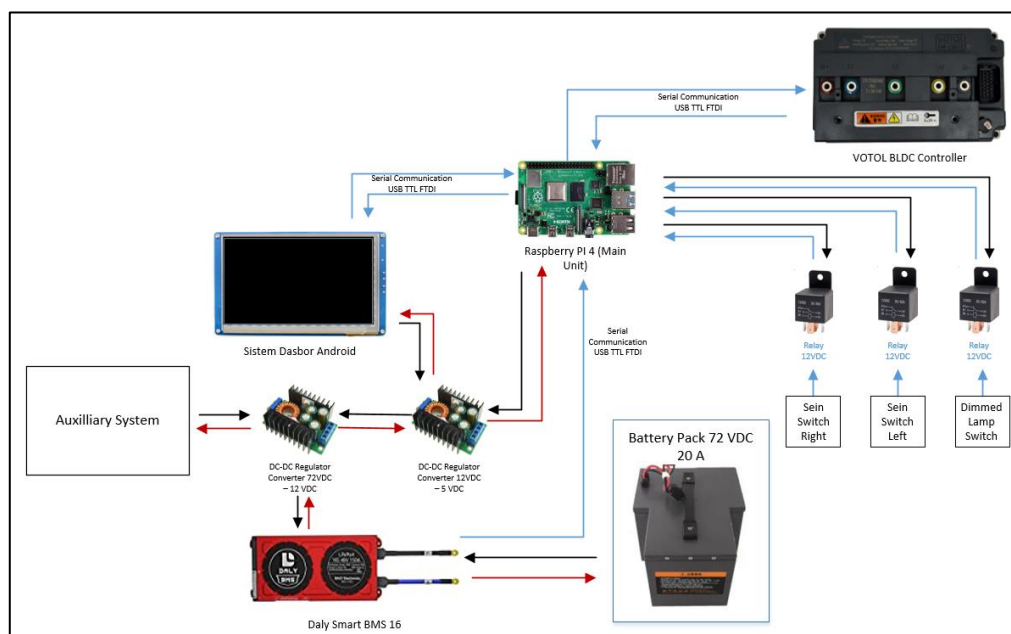 Serial Communication
USB TTL FTDI
VOTOL BLDC Controller
Serial Communication
USB TTL FTDI
Raspberry PI 4 (Main
Unit)
Sistem Dasbor Android
Serial
Communication
USB TTL FTDI
Relay
12VDC
Relay
12VDC
Relay
12VDC
Auxilliary System
DC-DC Regulator
Converter 72VDC
– 12 VDC
DC-DC Regulator
Converter 12VDC
– 5 VDC
Battery Pack 72 VDC
20 A
Sein
Switch
Right
Sein
Switch
Left
Dimmed
Lamp
Switch
DALY
BMS
Daly Smart BMS 16